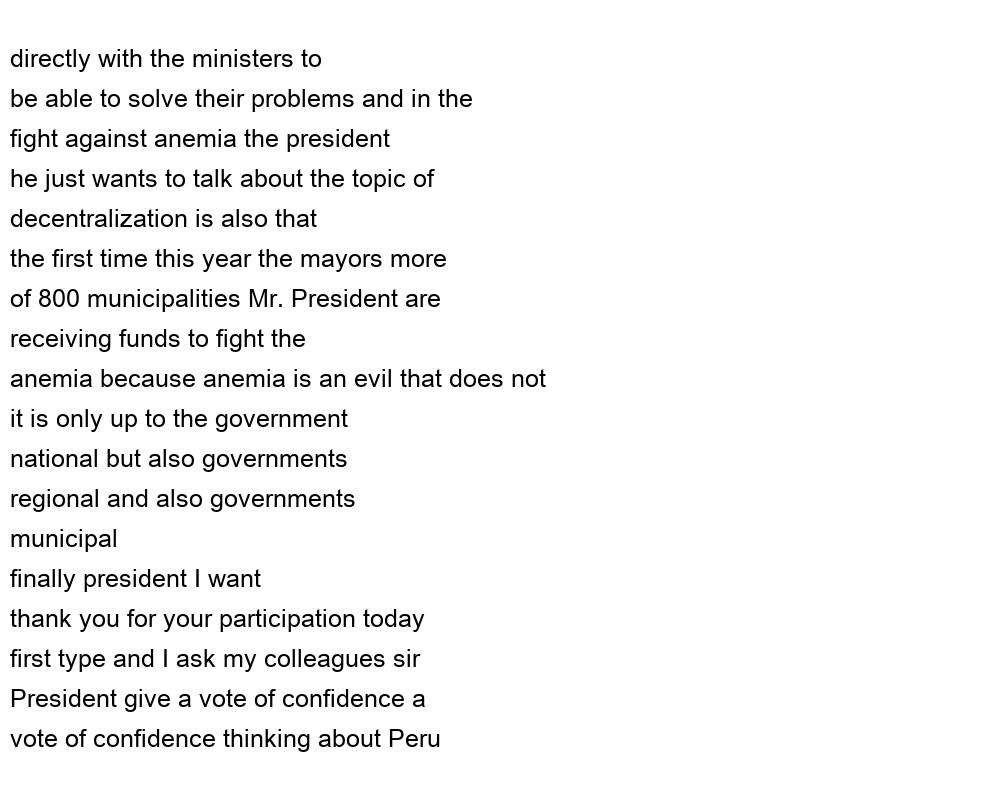 directly with the ministers to
be able to solve their problems and in the
fight against anemia the president
he just wants to talk about the topic of
decentralization is also that
the first time this year the mayors more
of 800 municipalities Mr. President are
receiving funds to fight the
anemia because anemia is an evil that does not
it is only up to the government
national but also governments
regional and also governments
municipal
finally president I want
thank you for your participation today
first type and I ask my colleagues sir
President give a vote of confidence a
vote of confidence thinking about Peru